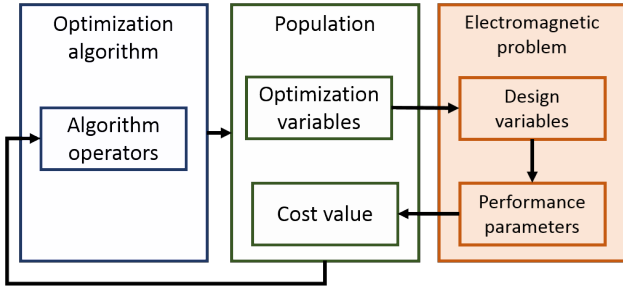 Optimization
algorithm
Algorithm
operators
Population
Optimization
variables
Cost value
Electromagnetic
problem
Design
variables
Performance
parameters